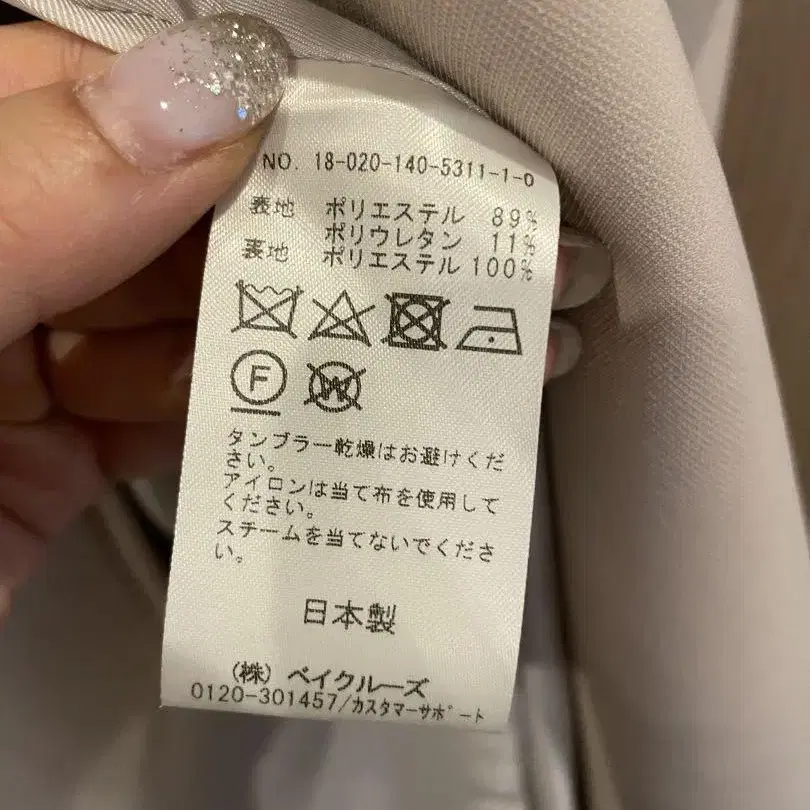 NO. 18-020-140-5311-1-0
表地 ポリエステル 89%
ポリウレタン 11%
裏地 ポリエステル 100%
F W
タンブラー乾燥はお避けくだ
さい。
アイロンは当て布を使用して
ください。
スチームを当てないでくださ
い。
日本製
(株) ベイクルーズ
0120-301457/カスタマーサポート